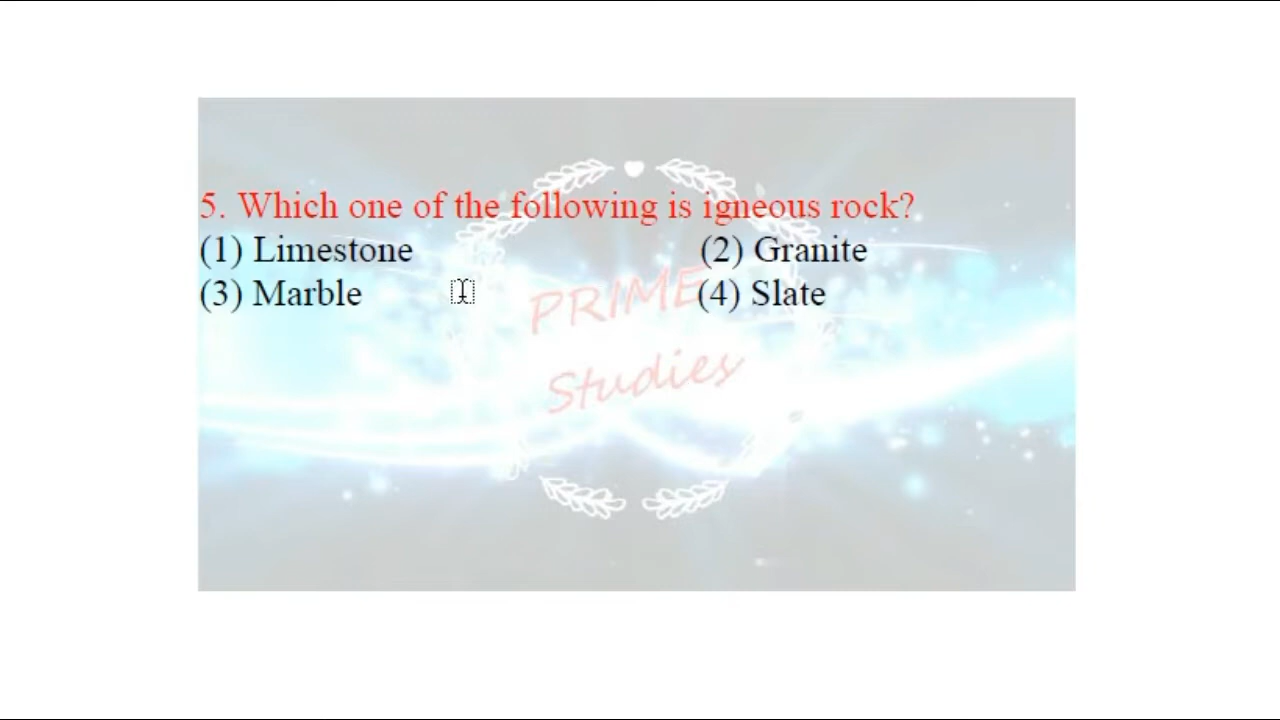 5. Which one of the following is igneous rock?
(1) Limestone (2) Granite
(3) Marble (4) Slate
PRIME
Studies